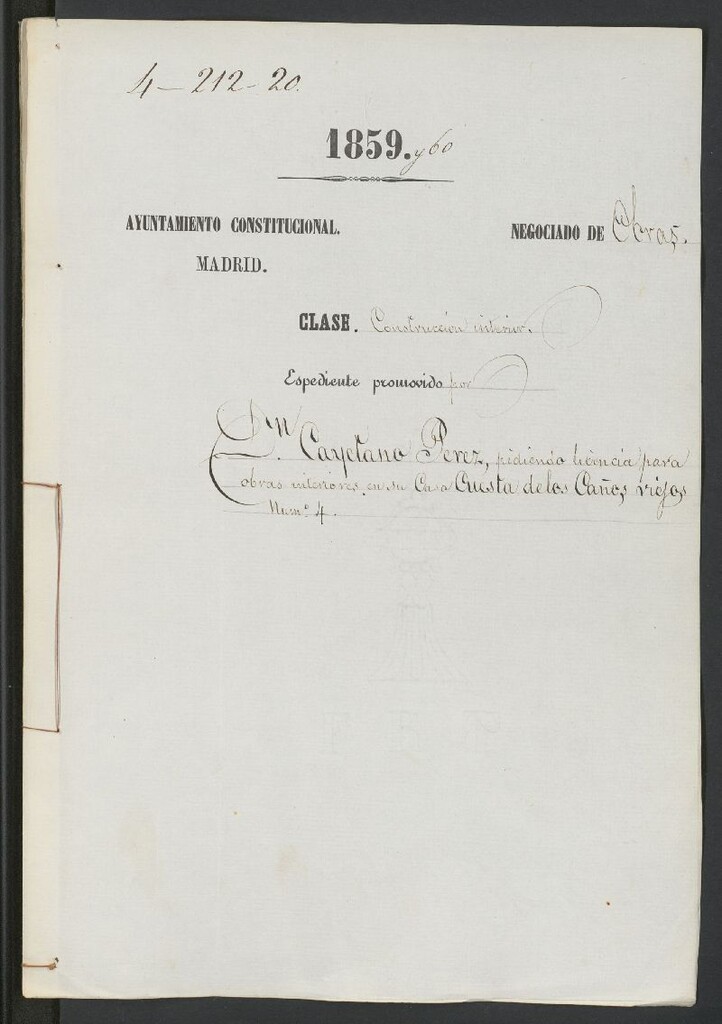 4-212-20.
1859. y 60
AYUNTAMIENTO CONSTITUCIONAL.
MADRID.
NEGOCIADO DE Obras.
CLASE. Construccion interior.
Espediente promovido por
Dn. Cayetano Perez, pidiendo licencia para
obras interiores, en su Casa Cuesta de los Caños viejos
Numº 4.